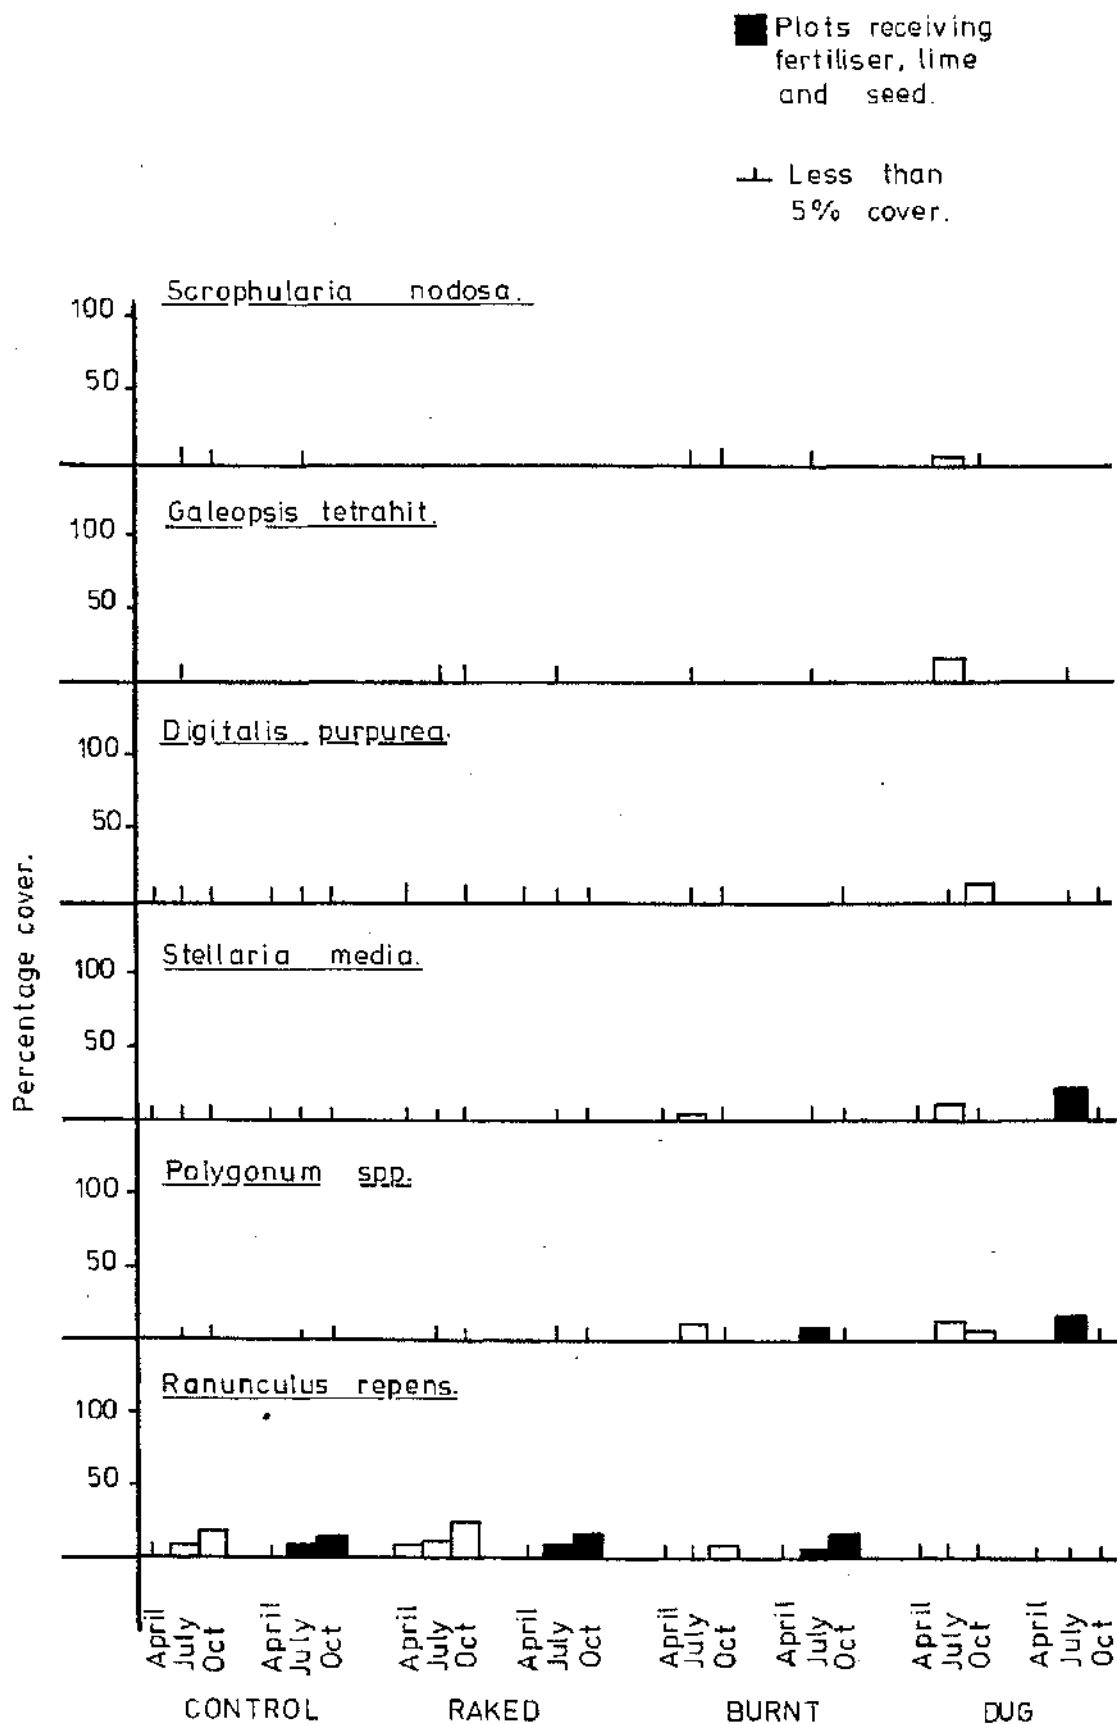 Plots receiving
fertiliser, lime
and seed.
Less than
5% cover.
Scrophularia nodosa.
100
50
Galeopsis tetrahit.
100
50
Digitalis purpurea.
100
50
Stellaria media.
100
50
Polygonum spp.
100
50
Ranunculus repens.
100
50
Percentage cover.
April July Oct April July Oct April July Oct April July Oct April July Oct April July Oct April July Oct April July Oct
CONTROL RAKED BURNT DUG